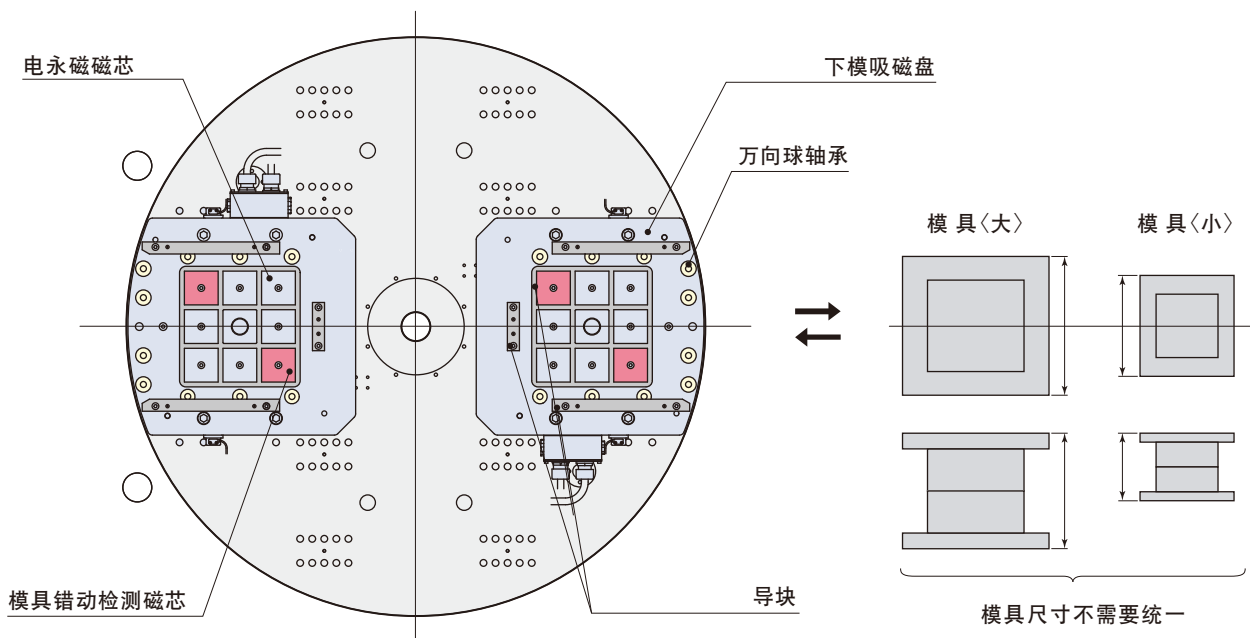 电永磁磁芯
下模吸磁盘
万向球轴承
模具〈大〉
模具〈小〉
模具错动检测磁芯
导块
模具尺寸不需要统一